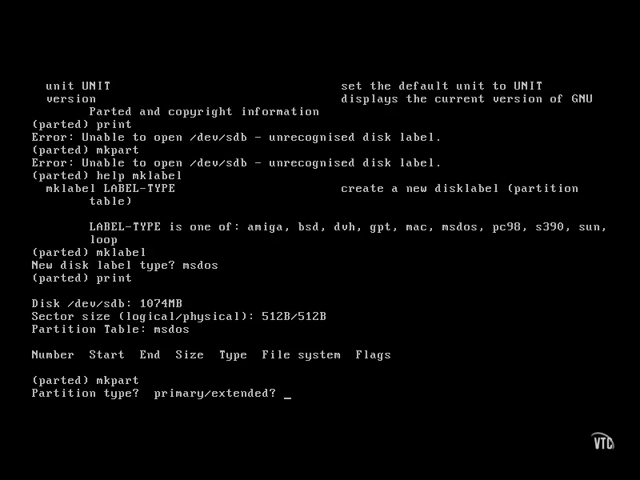 unit UNIT set the default unit to UNIT
version displays the current version of GNU
Parted and copyright information
(parted) print
Error: Unable to open /dev/sdb - unrecognised disk label.
(parted) mkpart
Error: Unable to open /dev/sdb - unrecognised disk label.
(parted) help mklabel
mklabel LABEL-TYPE create a new disklabel (partition
table)
LABEL-TYPE is one of: amiga, bsd, dvh, gpt, mac, msdos, pc98, s390, sun,
loop
(parted) mklabel
New disk label type? msdos
(parted) print
Disk /dev/sdb: 1074MB
Sector size (logical/physical): 512B/512B
Partition Table: msdos
Number Start End Size Type File system Flags
(parted) mkpart
Partition type? primary/extended? _
VTC